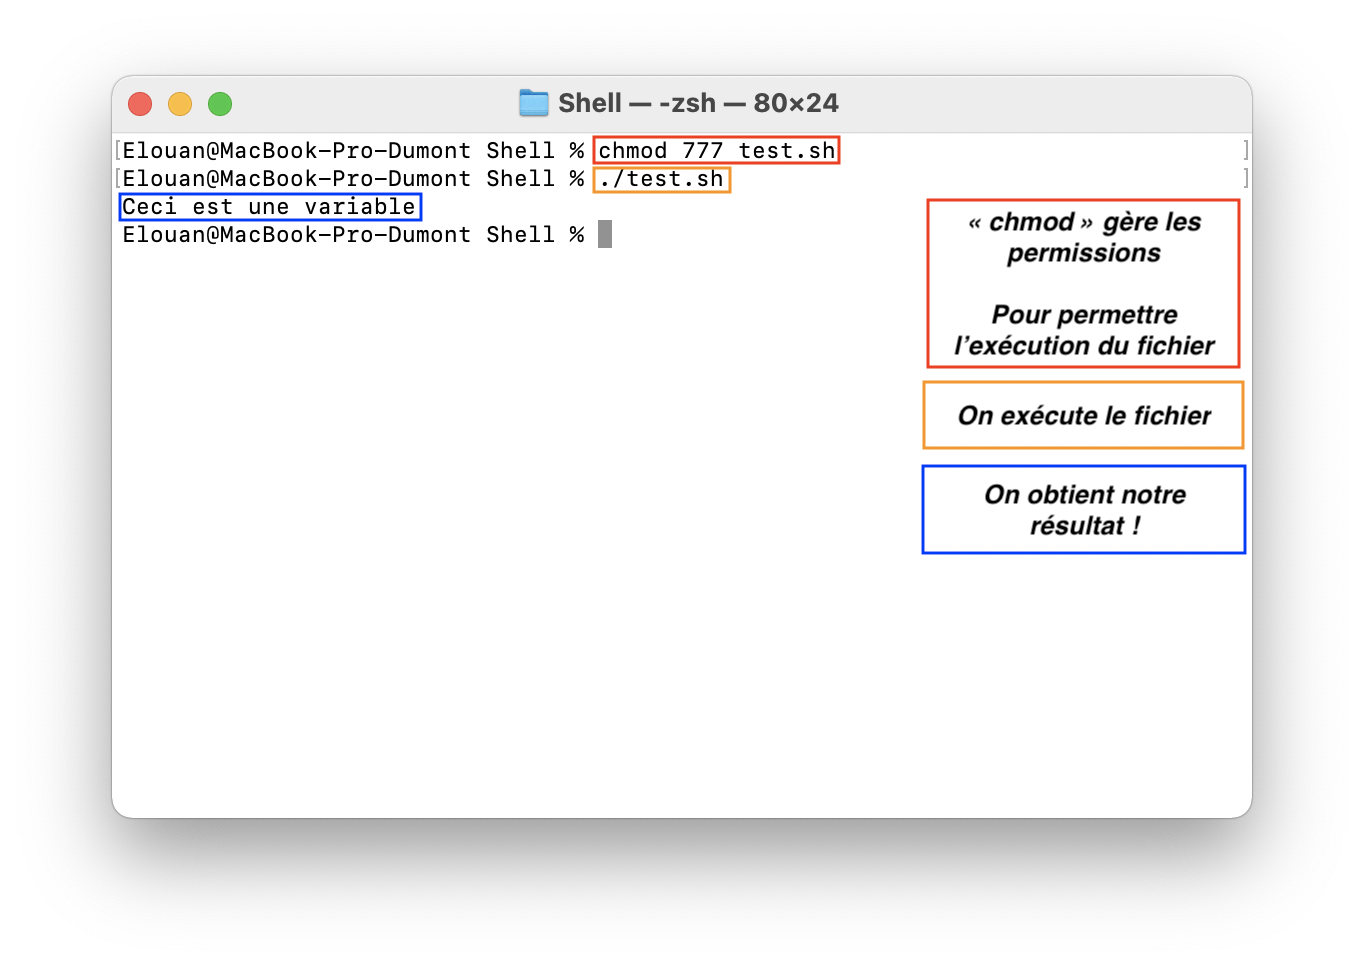 Shell — -zsh — 80×24
[Elouan@MacBook-Pro-Dumont Shell % chmod 777 test.sh ]
[Elouan@MacBook-Pro-Dumont Shell % ./test.sh ]
Ceci est une variable
Elouan@MacBook-Pro-Dumont Shell %
« chmod » gère les
permissions
Pour permettre
l’exécution du fichier
On exécute le fichier
On obtient notre
résultat !